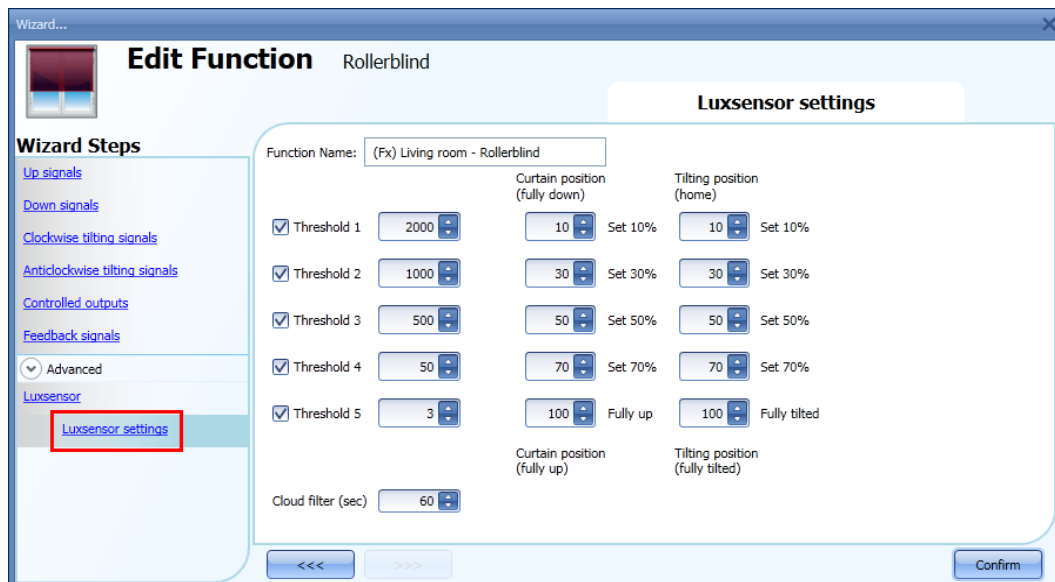 Wizard...
Edit Function Rollerblind
Luxsensor settings
Wizard Steps
Up signals
Down signals
Clockwise tilting signals
Anticlockwise tilting signals
Controlled outputs
Feedback signals
Advanced
Luxsensor
Luxsensor settings
Function Name: (Fx) Living room - Rollerblind
Curtain position Tilting position
(fully down) (home)
Threshold 1 2000 10 Set 10% 10 Set 10%
Threshold 2 1000 30 Set 30% 30 Set 30%
Threshold 3 500 50 Set 50% 50 Set 50%
Threshold 4 50 70 Set 70% 70 Set 70%
Threshold 5 3 100 Fully up 100 Fully tilted
Curtain position Tilting position
(fully up) (fully tilted)
Cloud filter (sec) 60
<<< >>> Confirm